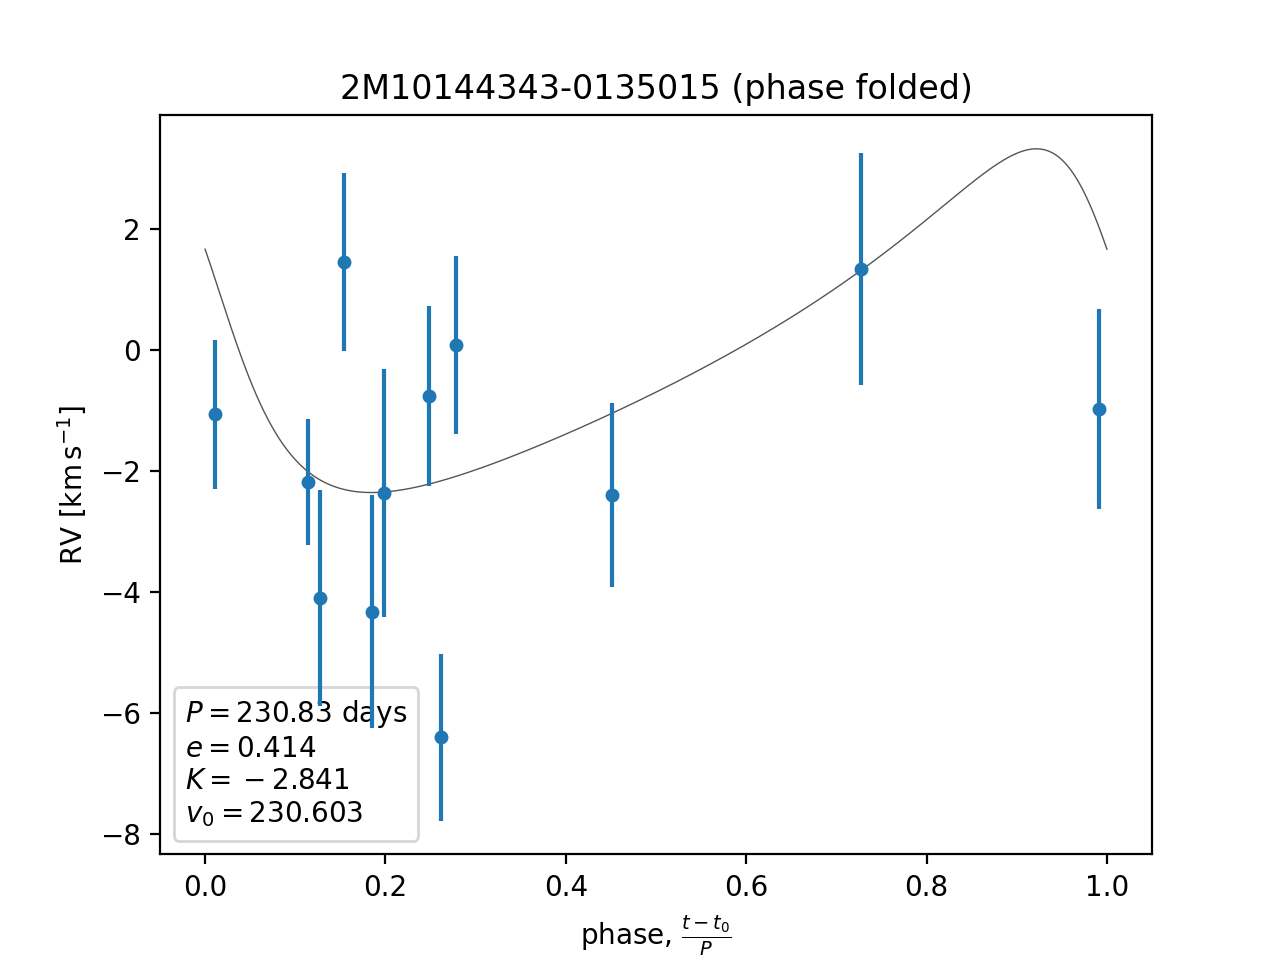 2M10144343-0135015 (phase folded)
RV [km s⁻¹]
2
0
−2
−4
−6
−8
P = 230.83 days
e = 0.414
K = −2.841
v₀ = 230.603
0.0 0.2 0.4 0.6 0.8 1.0
phase, (t − t₀)/P